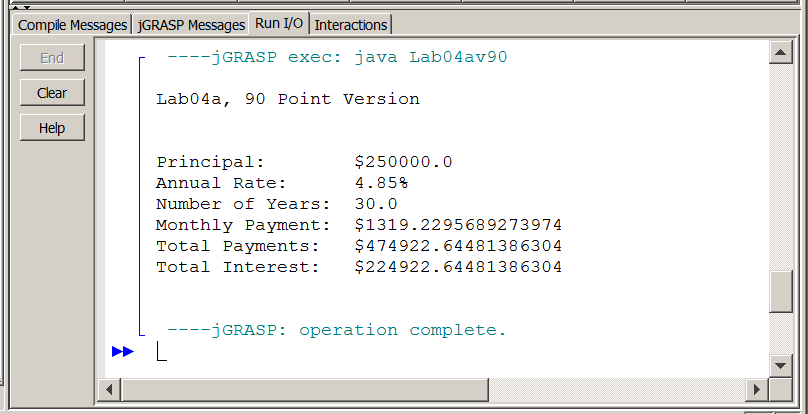 Compile Messages jGRASP Messages Run I/O Interactions
End
Clear
Help
----jGRASP exec: java Lab04av90
Lab04a, 90 Point Version
Principal: $250000.0
Annual Rate: 4.85%
Number of Years: 30.0
Monthly Payment: $1319.2295689273974
Total Payments: $474922.64481386304
Total Interest: $224922.64481386304
----jGRASP: operation complete.